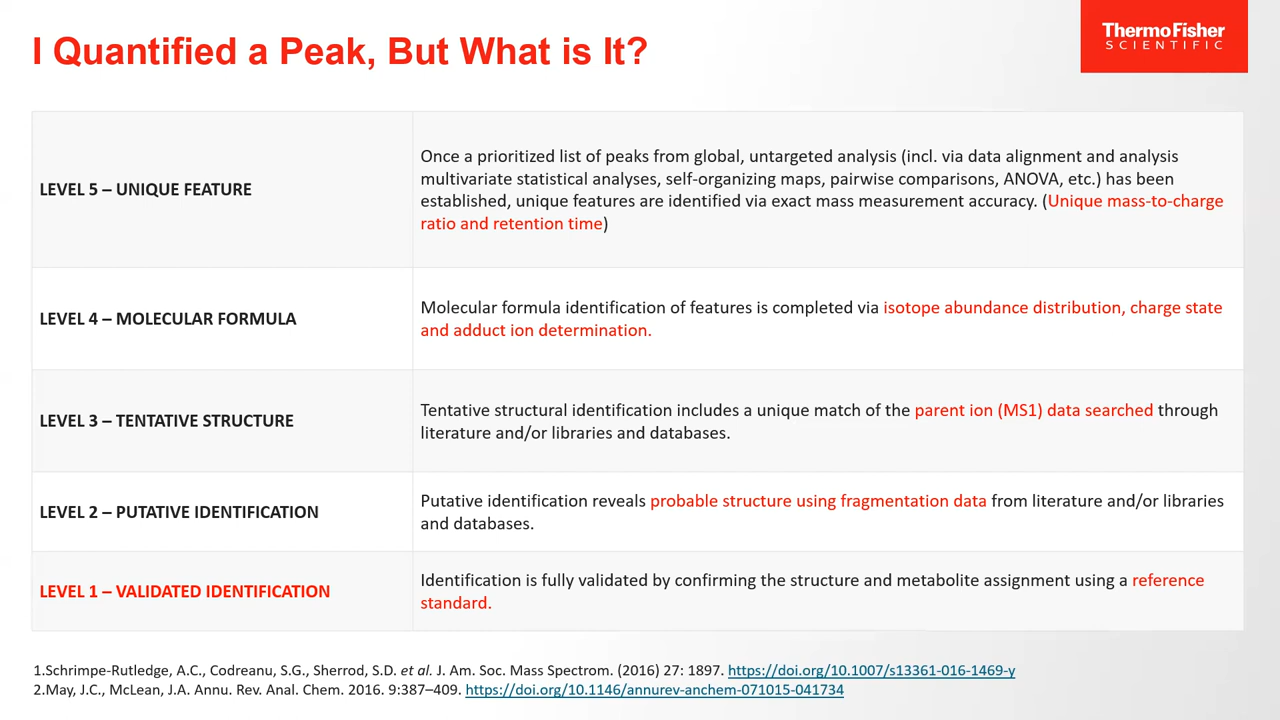 I Quantified a Peak, But What is It?
ThermoFisher
SCIENTIFIC
LEVEL 5 – UNIQUE FEATURE
Once a prioritized list of peaks from global, untargeted analysis (incl. via data alignment and analysis
multivariate statistical analyses, self-organizing maps, pairwise comparisons, ANOVA, etc.) has been
established, unique features are identified via exact mass measurement accuracy. (Unique mass-to-charge
ratio and retention time)
LEVEL 4 – MOLECULAR FORMULA
Molecular formula identification of features is completed via isotope abundance distribution, charge state
and adduct ion determination.
LEVEL 3 – TENTATIVE STRUCTURE
Tentative structural identification includes a unique match of the parent ion (MS1) data searched through
literature and/or libraries and databases.
LEVEL 2 – PUTATIVE IDENTIFICATION
Putative identification reveals probable structure using fragmentation data from literature and/or libraries
and databases.
LEVEL 1 – VALIDATED IDENTIFICATION
Identification is fully validated by confirming the structure and metabolite assignment using a reference
standard.
1.Schrimpe-Rutledge, A.C., Codreanu, S.G., Sherrod, S.D. et al. J. Am. Soc. Mass Spectrom. (2016) 27: 1897. https://doi.org/10.1007/s13361-016-1469-y
2.May, J.C., McLean, J.A. Annu. Rev. Anal. Chem. 2016. 9:387–409. https://doi.org/10.1146/annurev-anchem-071015-041734